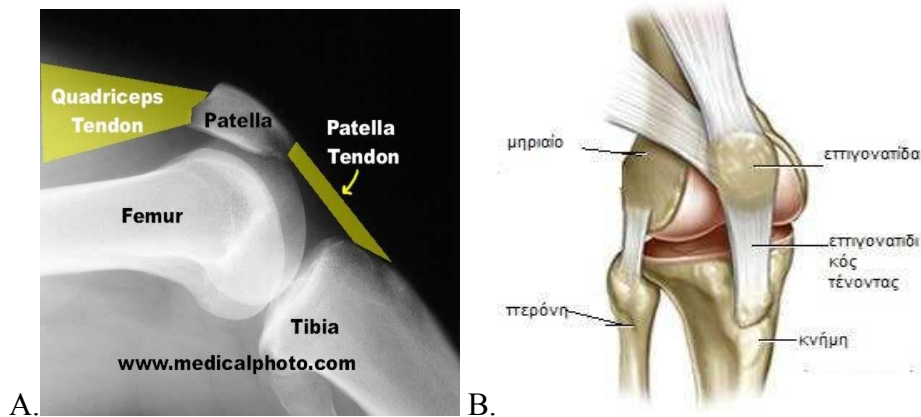 Quadriceps
Tendon
Patella
Patella
Tendon
Femur
Tibia
www.medicalphoto.com
A.
μηριαίο
επιγονατίδα
επιγονατιδι
κός
τένοντας
περόνη
κνήμη
B.